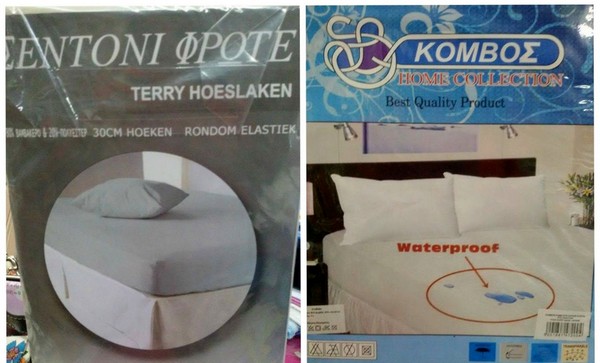 ΣΕΝΤΟΝΙ ΦΡΟΤΕ
TERRY HOESLAKEN
30CM HOEKEN RONDOM ELASTIEK
ΚΟΜΒΟΣ
HOME COLLECTION
Best Quality Product
Waterproof